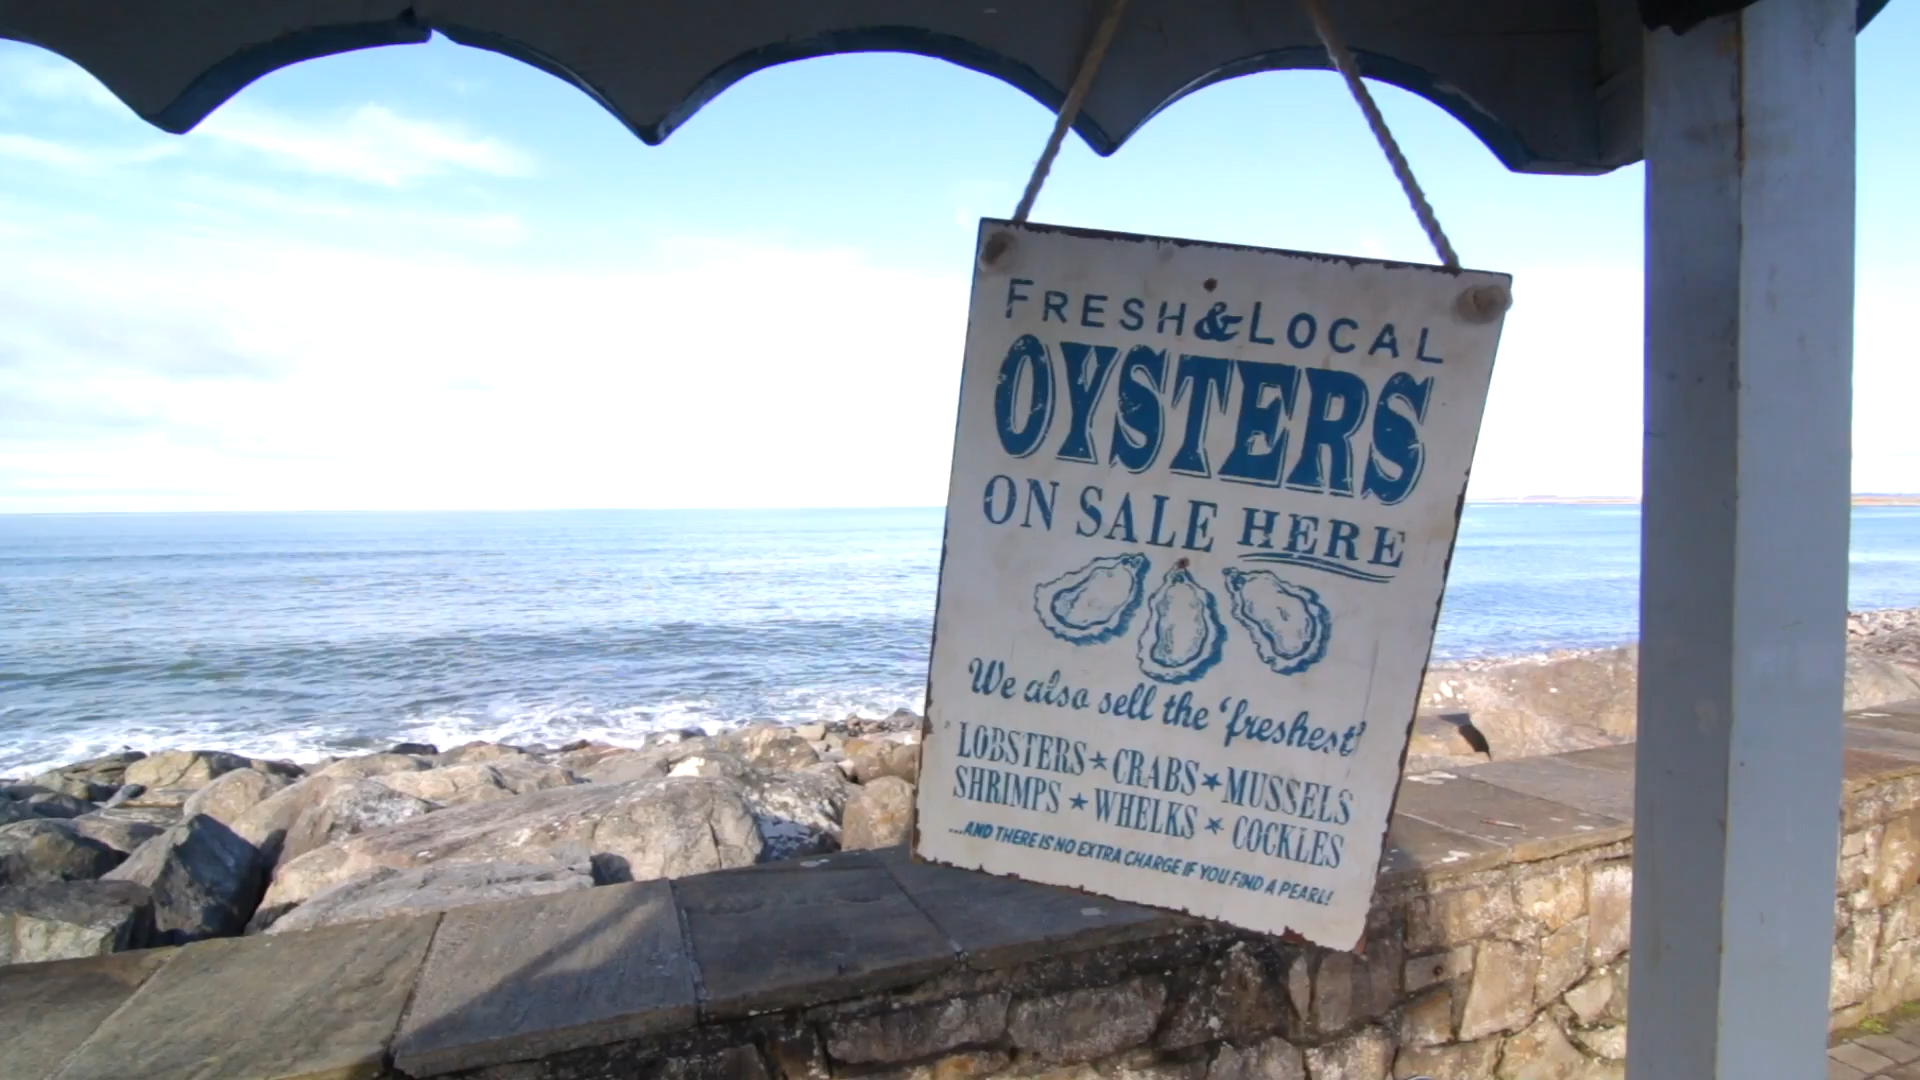 FRESH & LOCAL
OYSTERS
ON SALE HERE
We also sell the 'freshest'
LOBSTERS ★ CRABS ★ MUSSELS
SHRIMPS ★ WHELKS ★ COCKLES
...AND THERE IS NO EXTRA CHARGE IF YOU FIND A PEARL!